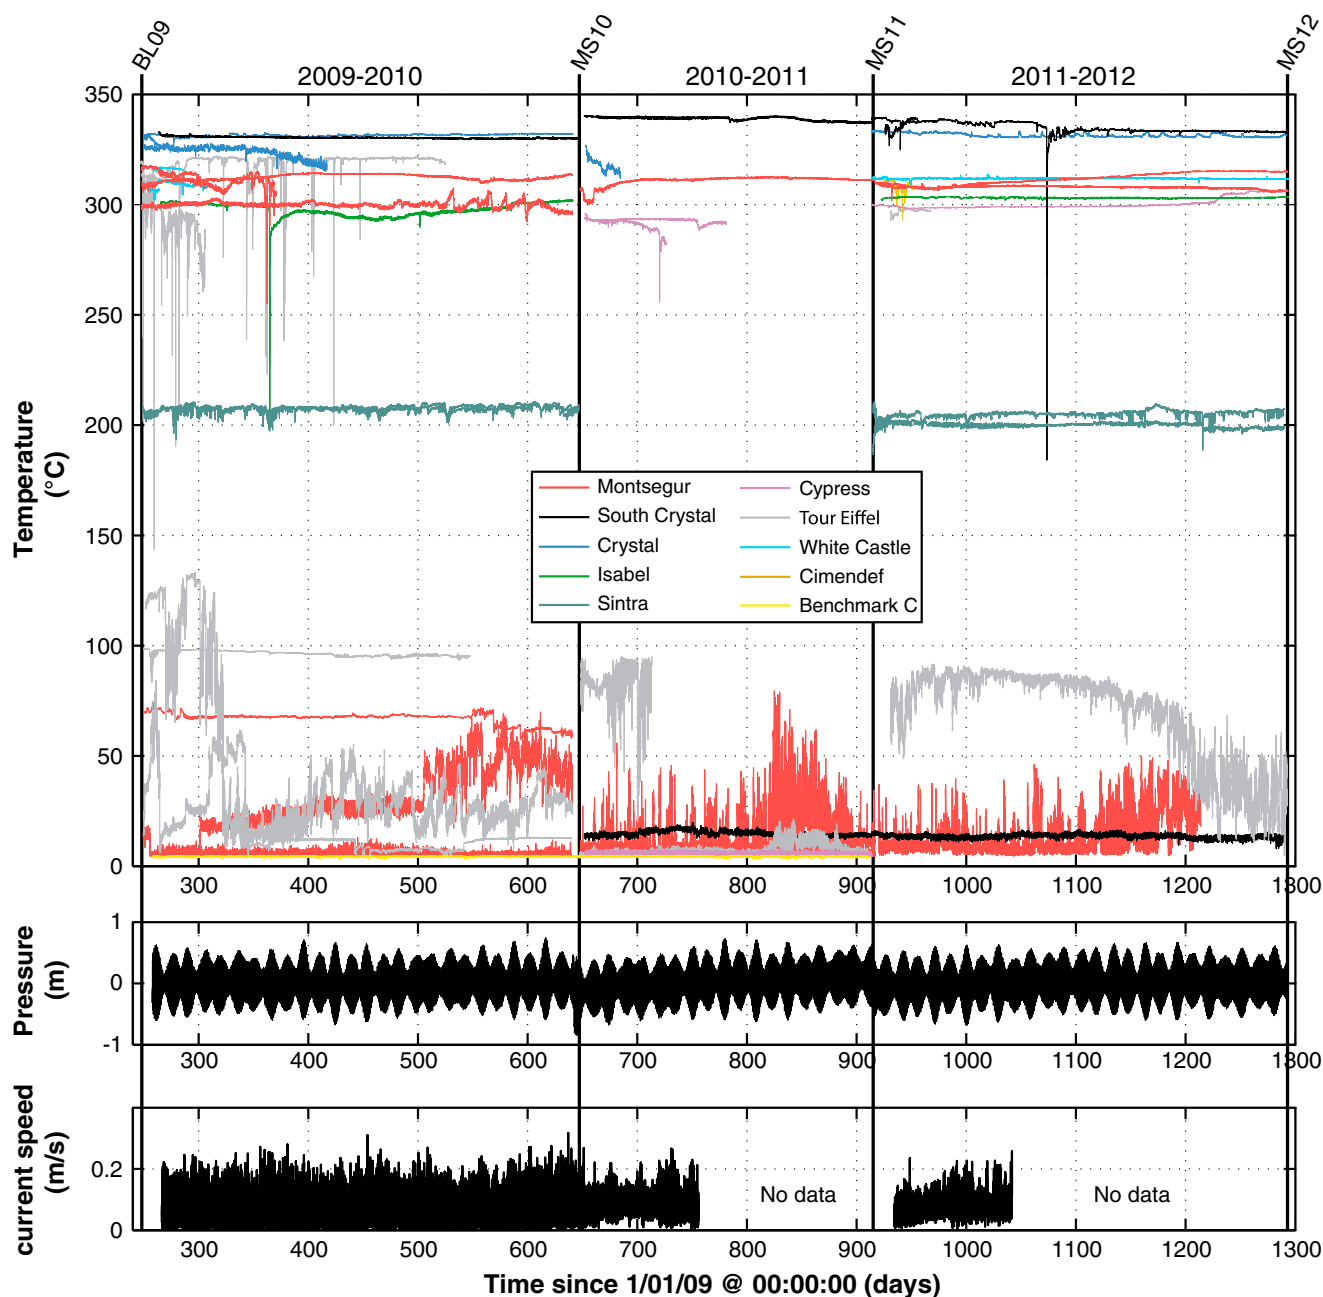 BL09
MS10
MS11
MS12
2009-2010
2010-2011
2011-2012
350
300
250
200
150
100
50
0
Temperature
(°C)
Montsegur
South Crystal
Crystal
Isabel
Sintra
Cypress
Tour Eiffel
White Castle
Cimendef
Benchmark C
300
400
500
600
700
800
900
1000
1100
1200
1300
1
0
-1
Pressure
(m)
300
400
500
600
700
800
900
1000
1100
1200
1300
0.2
0
current speed
(m/s)
No data
No data
300
400
500
600
700
800
900
1000
1100
1200
1300
Time since 1/01/09 @ 00:00:00 (days)